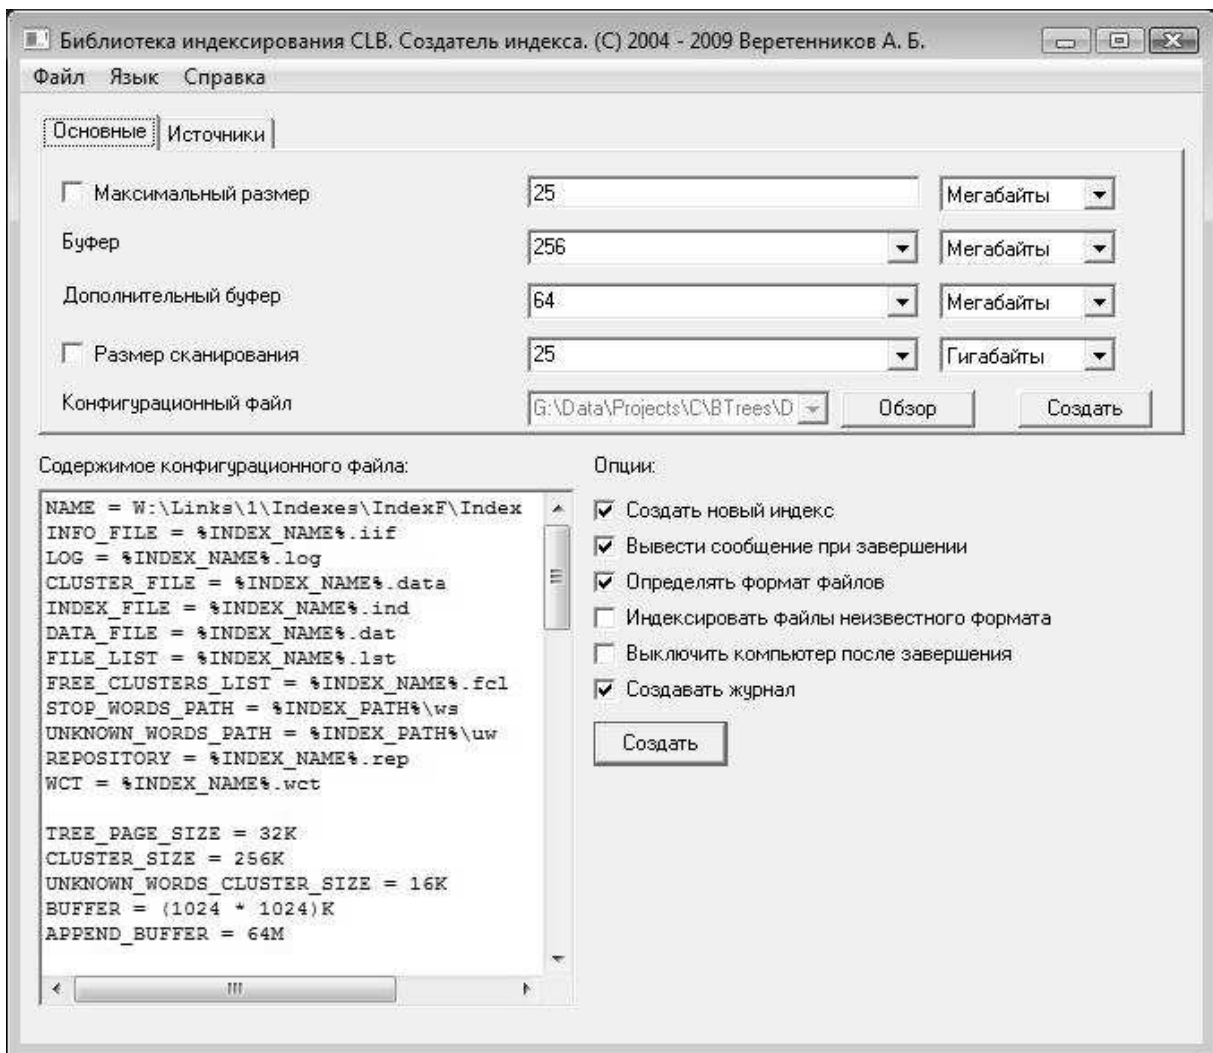 Библиотека индексирования CLB. Создатель индекса. (C) 2004 - 2009 Веретенников А. Б.
Файл Язык Справка
Основные Источники
Максимальный размер 25 Мегабайты
Буфер 256 Мегабайты
Дополнительный буфер 64 Мегабайты
Размер сканирования 25 Гигабайты
Конфигурационный файл G:\Data\Projects\C\BTrees\D Обзор Создать
Содержимое конфигурационного файла:
NAME = W:\Links\1\Indexes\IndexF\Index
INFO_FILE = %INDEX_NAME%.iif
LOG = %INDEX_NAME%.log
CLUSTER_FILE = %INDEX_NAME%.data
INDEX_FILE = %INDEX_NAME%.ind
DATA_FILE = %INDEX_NAME%.dat
FILE_LIST = %INDEX_NAME%.lst
FREE_CLUSTERS_LIST = %INDEX_NAME%.fcl
STOP_WORDS_PATH = %INDEX_PATH%\ws
UNKNOWN_WORDS_PATH = %INDEX_PATH%\uw
REPOSITORY = %INDEX_NAME%.rep
WCT = %INDEX_NAME%.wct
TREE_PAGE_SIZE = 32K
CLUSTER_SIZE = 256K
UNKNOWN_WORDS_CLUSTER_SIZE = 16K
BUFFER = (1024 * 1024)K
APPEND_BUFFER = 64M
Опции:
Создать новый индекс
Вывести сообщение при завершении
Определять формат файлов
Индексировать файлы неизвестного формата
Выключить компьютер после завершения
Создавать журнал
Создать